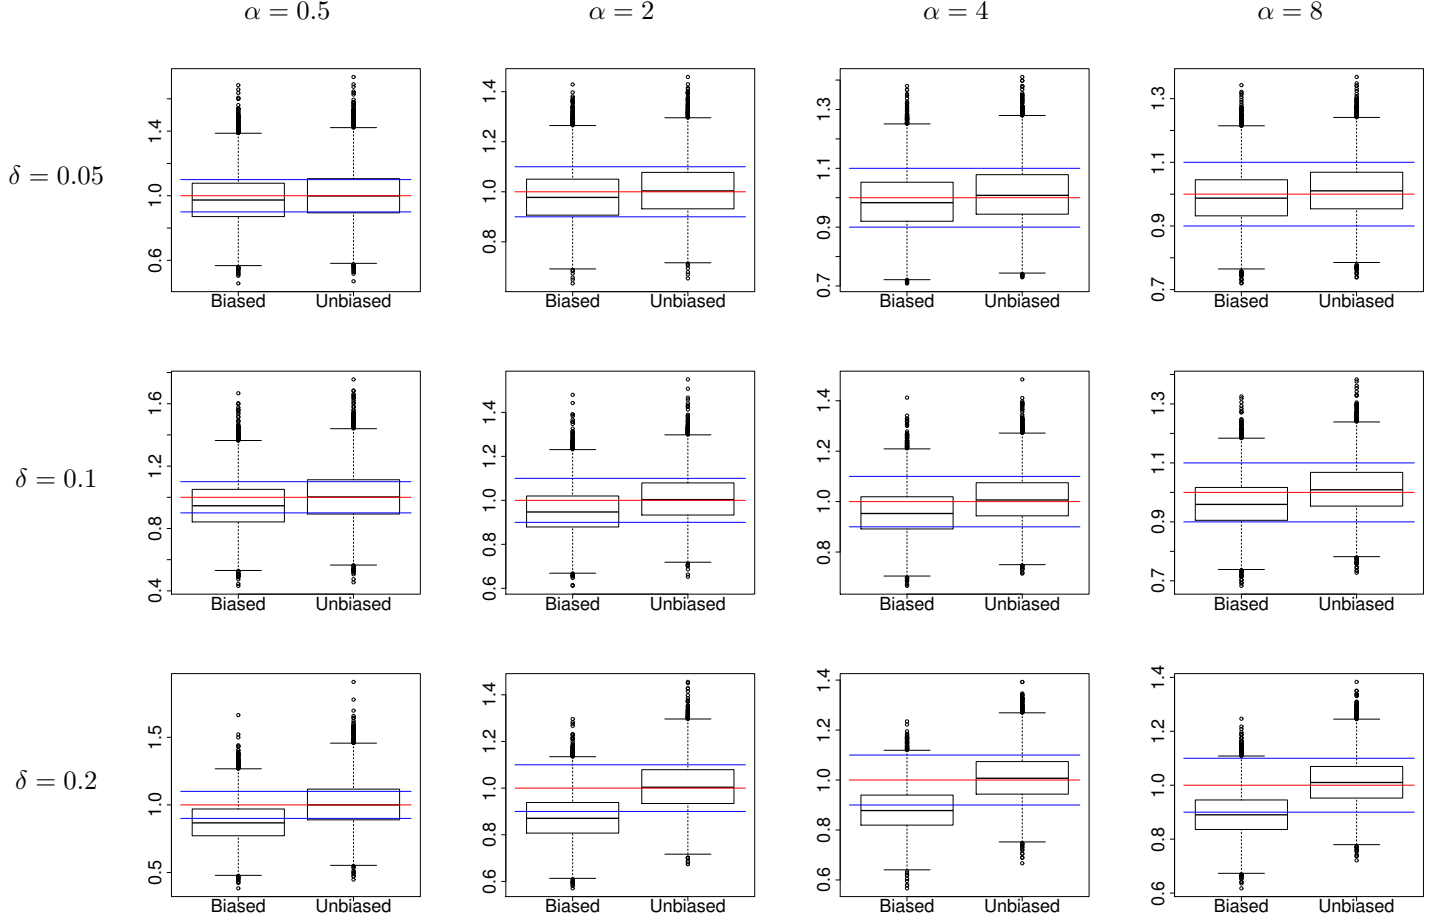 α = 0.5 α = 2 α = 4 α = 8
δ = 0.05
0.6 1.0 1.4
Biased Unbiased
0.8 1.0 1.2 1.4
Biased Unbiased
0.7 0.9 1.1 1.3
Biased Unbiased
0.7 0.9 1.1 1.3
Biased Unbiased
δ = 0.1
0.4 0.8 1.2 1.6
Biased Unbiased
0.6 0.8 1.0 1.2 1.4
Biased Unbiased
0.8 1.0 1.2 1.4
Biased Unbiased
0.7 0.9 1.1 1.3
Biased Unbiased
δ = 0.2
0.5 1.0 1.5
Biased Unbiased
0.6 0.8 1.0 1.2 1.4
Biased Unbiased
0.6 0.8 1.0 1.2 1.4
Biased Unbiased
0.6 0.8 1.0 1.2 1.4
Biased Unbiased